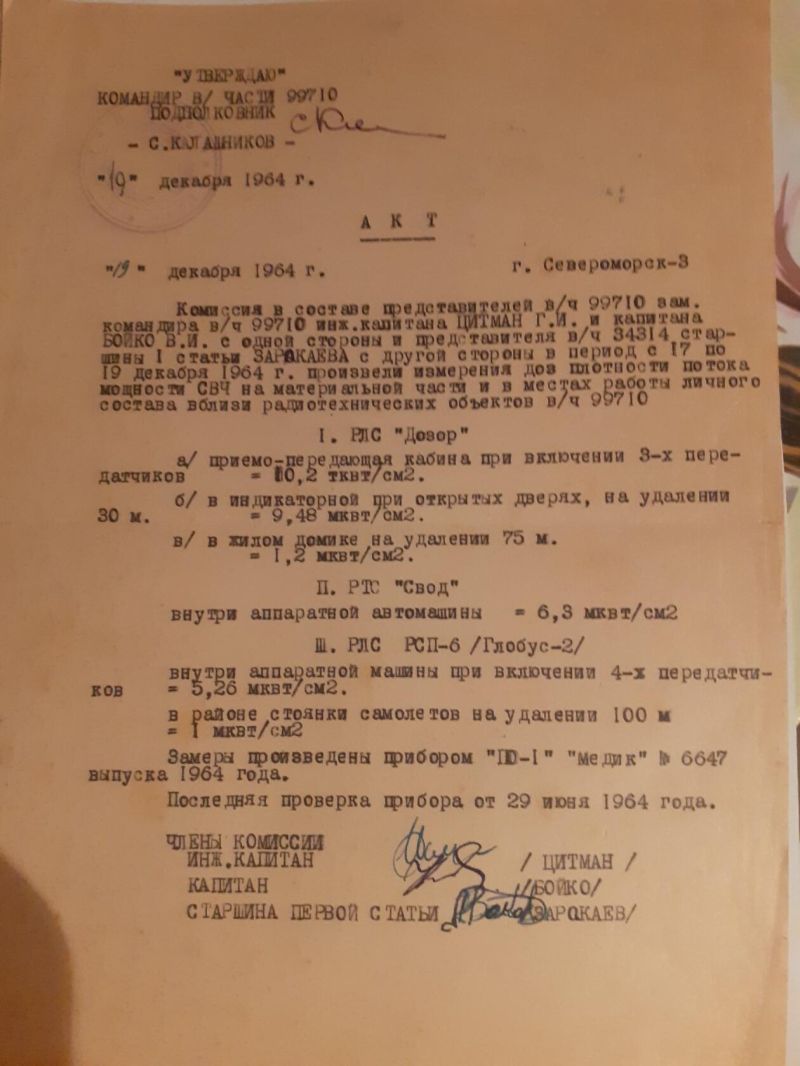 "УТВЕРЖДАЮ"
КОМАНДИР В/ ЧАСТИ 99710
ПОДПОЛКОВНИК
- С.КАЛАШНИКОВ -
"19" декабря 1964 г.
А К Т
"19" декабря 1964 г. г. Североморск-3
Комиссия в составе представителей в/ч 99710 зам.
командира в/ч 99710 инж.капитана ЦИТМАН Г.И. и капитана
БОЙКО В.И. с одной стороны и представителя в/ч 34314 стар-
шины I статьи ЗАРОКАЕВА с другой стороны в период с 17 по
19 декабря 1964 г. произвели измерения доз плотности потока
мощности СВЧ на материальной части и в местах работы личного
состава вблизи радиотехнических объектов в/ч 99710
I. РЛС "Дозор"
а/ приемо-передающая кабина при включении 3-х пере-
датчиков = 10,2 ткВт/см2.
б/ в индикаторной при открытых дверях, на удалении
30 м. = 9,48 мквт/см2.
в/ в жилом домике на удалении 75 м.
= I,2 мквт/см2.
П. РТС "Свод"
внутри аппаратной автомашины = 6,3 мквт/см2
Ш. РЛС РСП-6 /Глобус-2/
внутри аппаратной машины при включении 4-х передатчи-
ков = 5,26 мквт/см2.
в районе стоянки самолетов на удалении 100 м
= I мквт/см2
Замеры произведены прибором "ПО-I" "Медик" № 6647
выпуска 1964 года.
Последняя проверка прибора от 29 июня 1964 года.
ЧЛЕНЫ КОМИССИИ
ИНЖ.КАПИТАН / ЦИТМАН /
КАПИТАН /БОЙКО/
СТАРШИНА ПЕРВОЙ СТАТЬИ /ЗАРОКАЕВ/